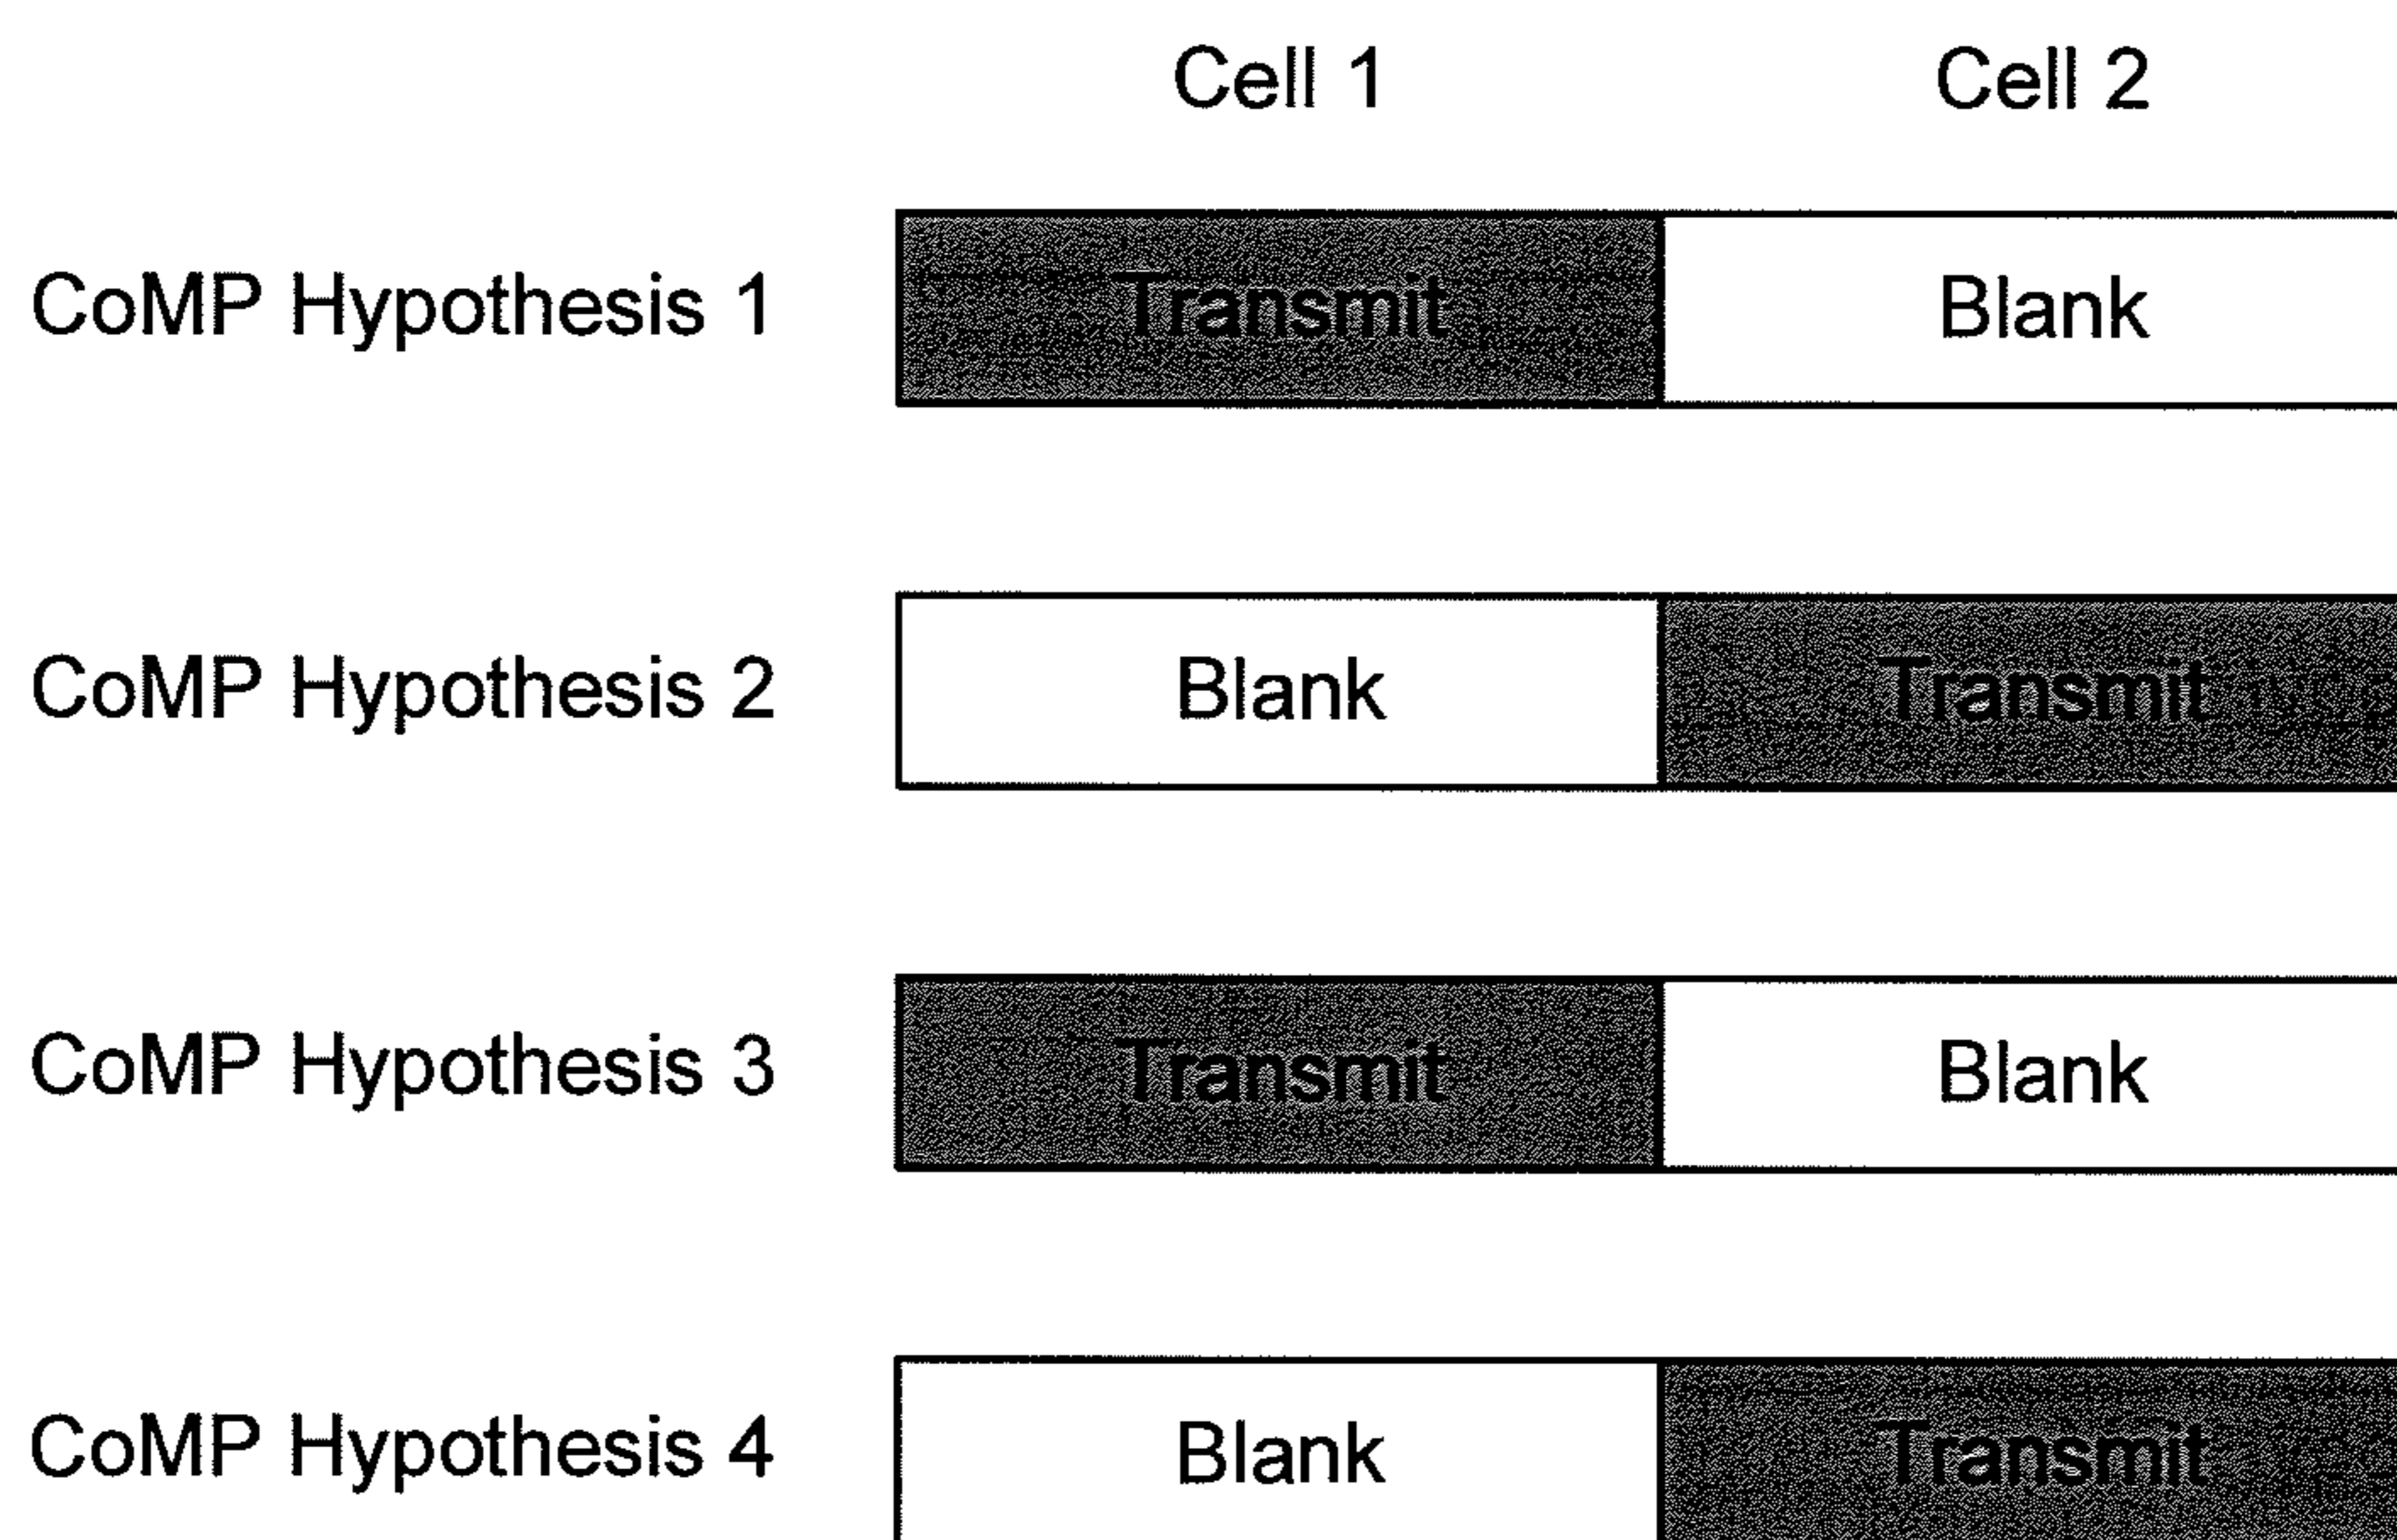 Cell 1 Cell 2
CoMP Hypothesis 1 Transmit Blank
CoMP Hypothesis 2 Blank Transmit
CoMP Hypothesis 3 Transmit Blank
CoMP Hypothesis 4 Blank Transmit